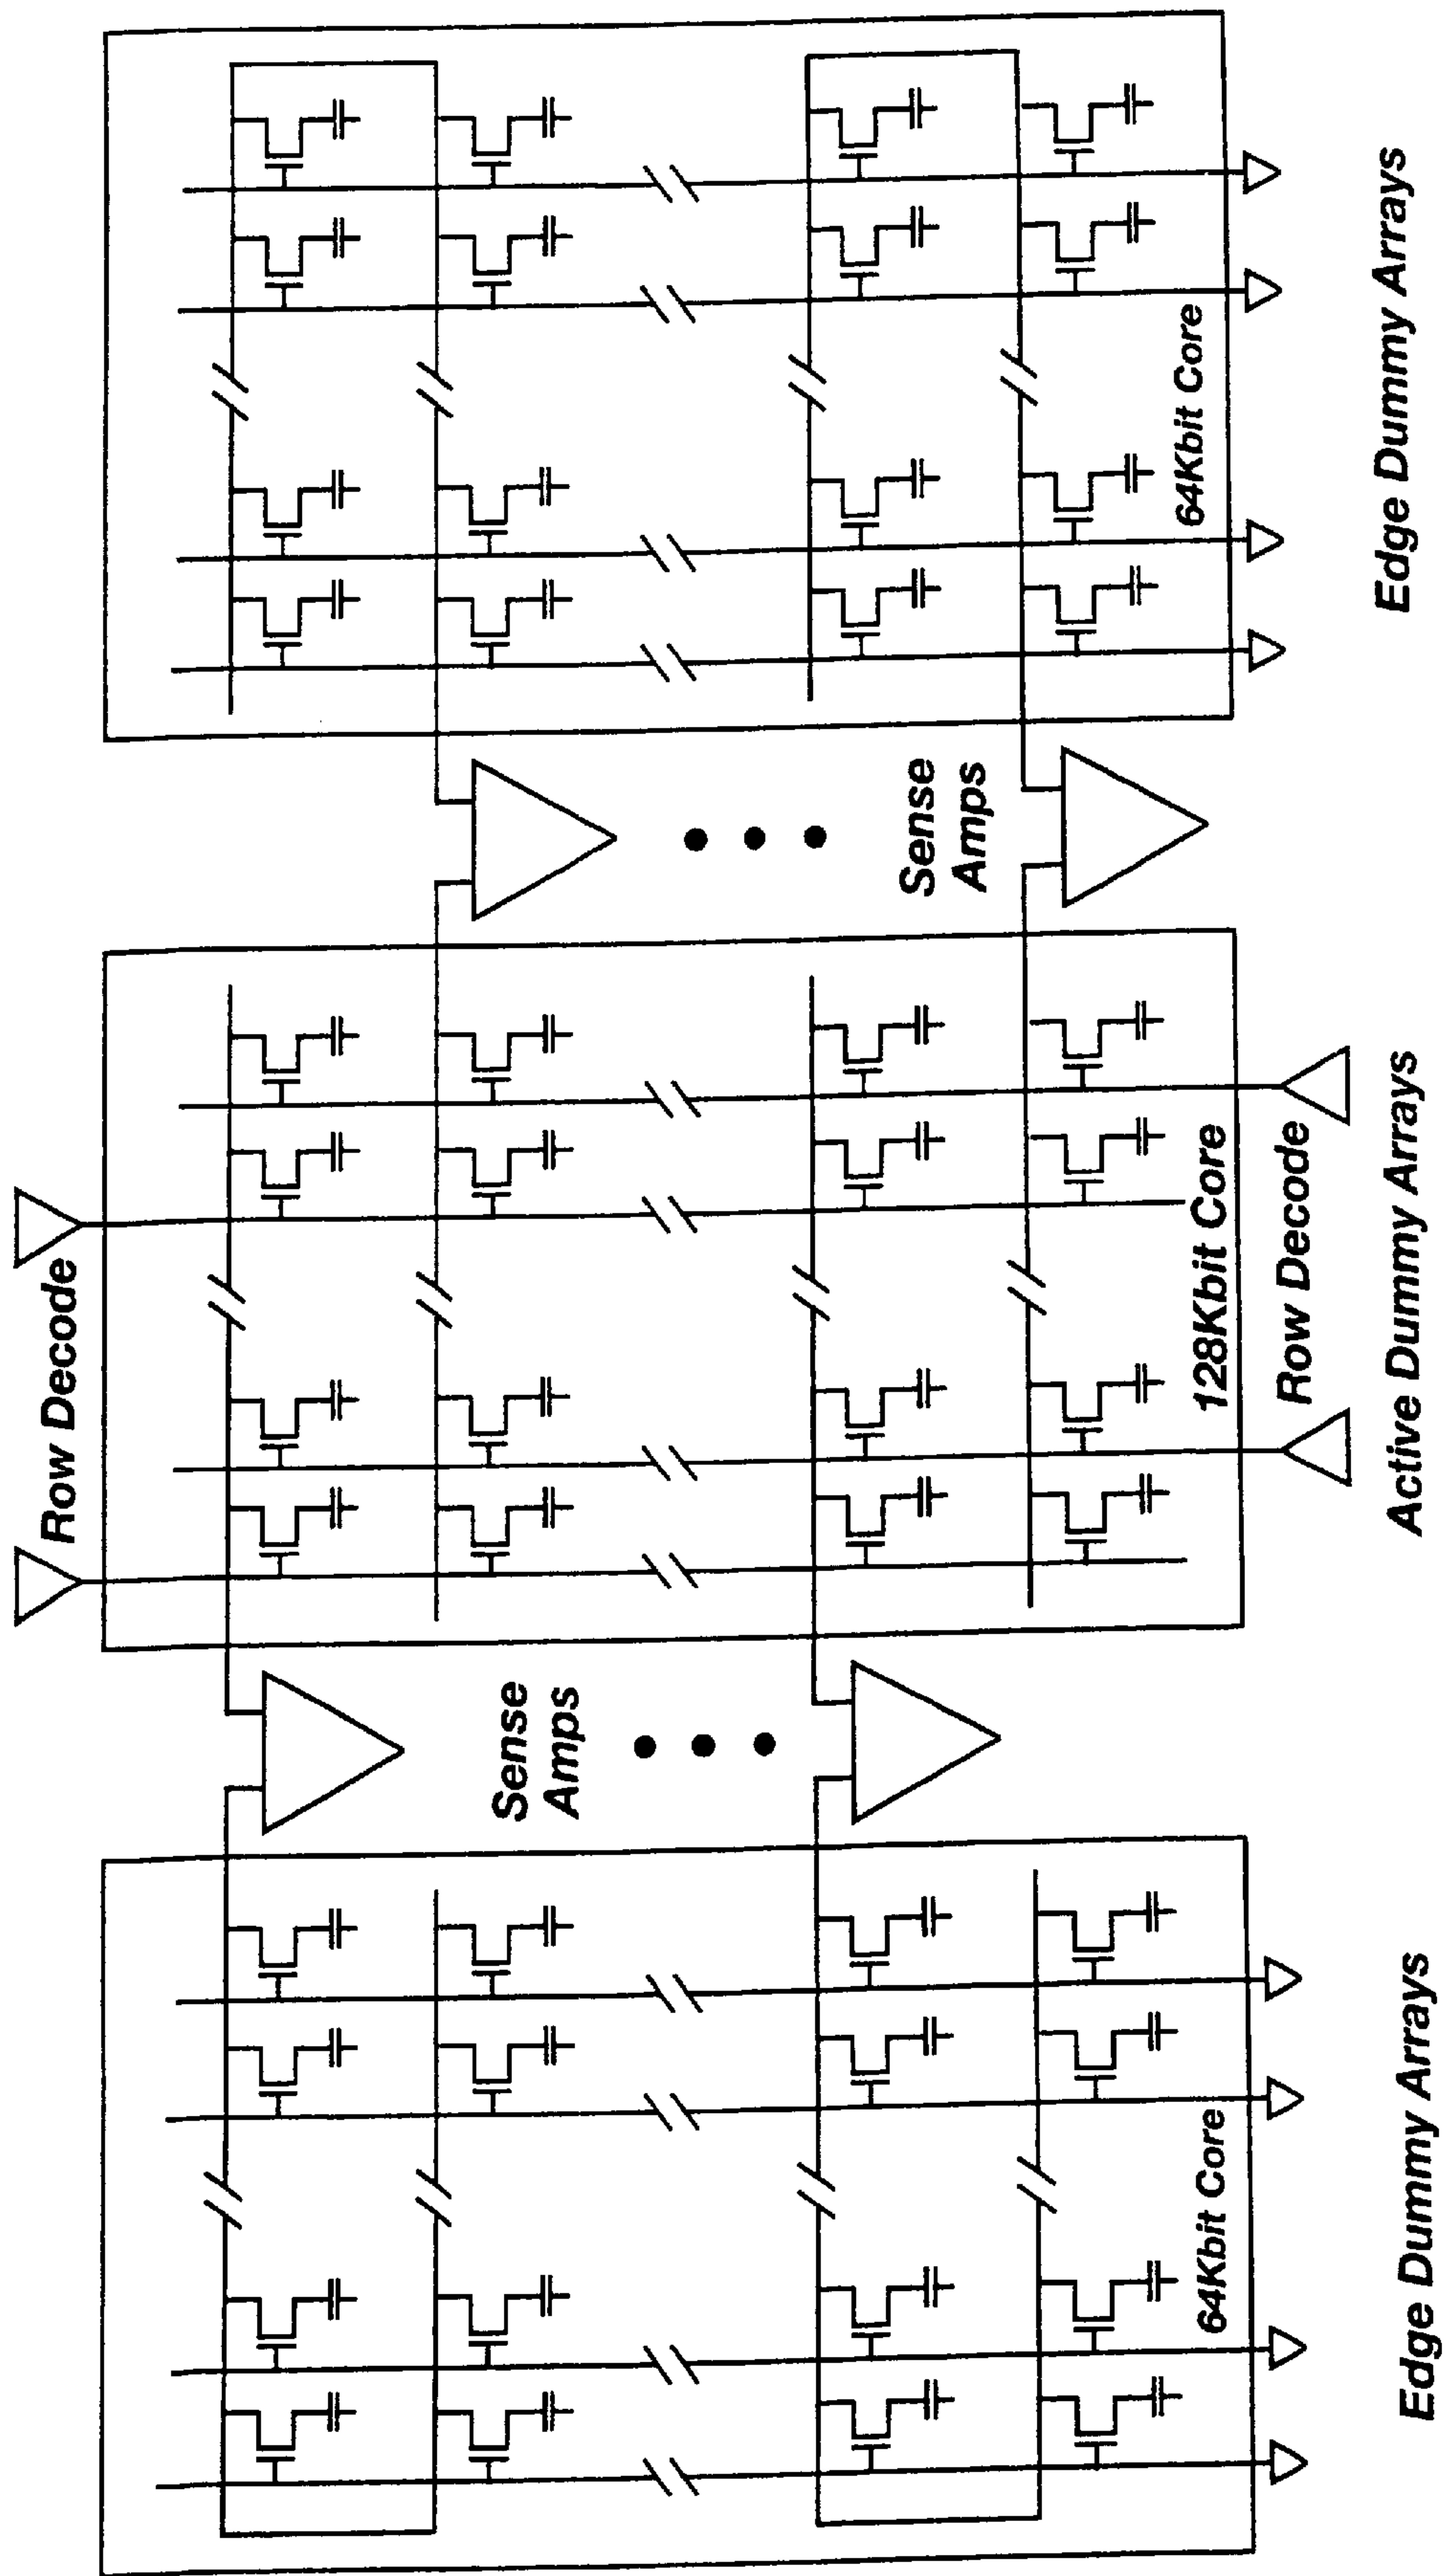 Row Decode
Sense
Amps
Sense
Amps
64Kbit Core
128Kbit Core
64Kbit Core
Row Decode
Edge Dummy Arrays
Active Dummy Arrays
Edge Dummy Arrays